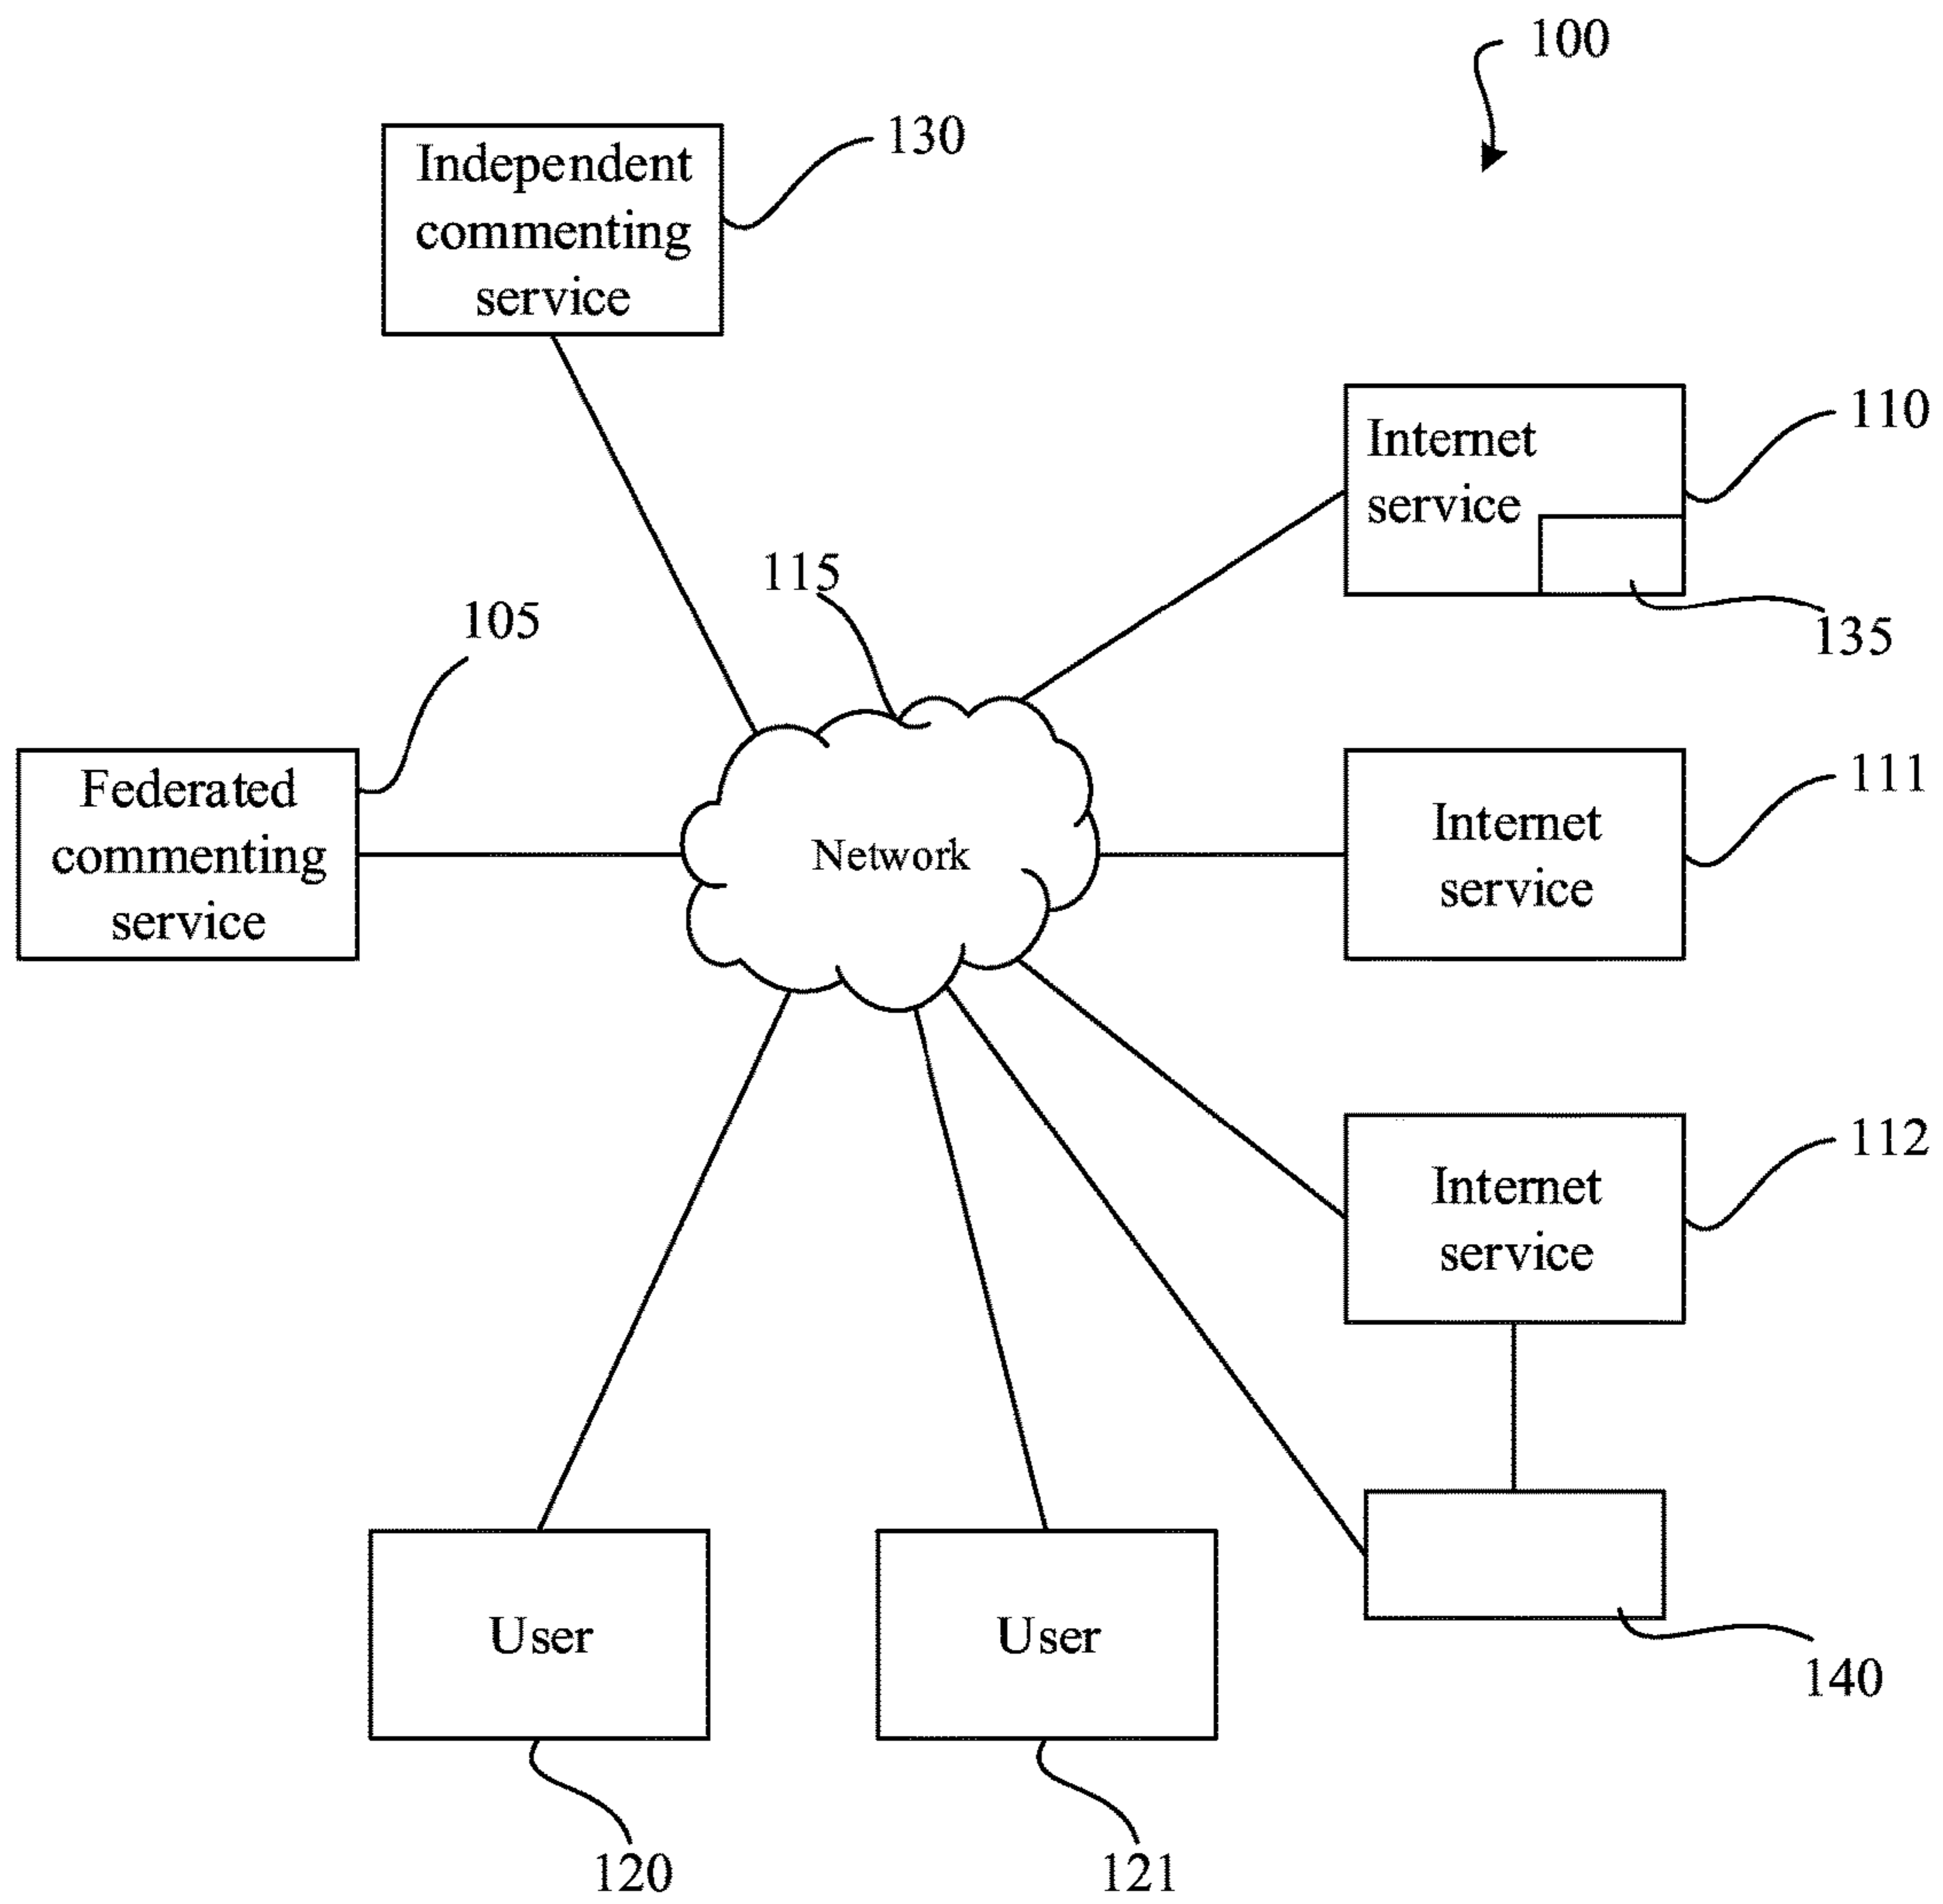 100
130
Independent
commenting
service
110
Internet
service
135
115
105
Federated
commenting
service
Network
111
Internet
service
112
Internet
service
140
User
User
120
121